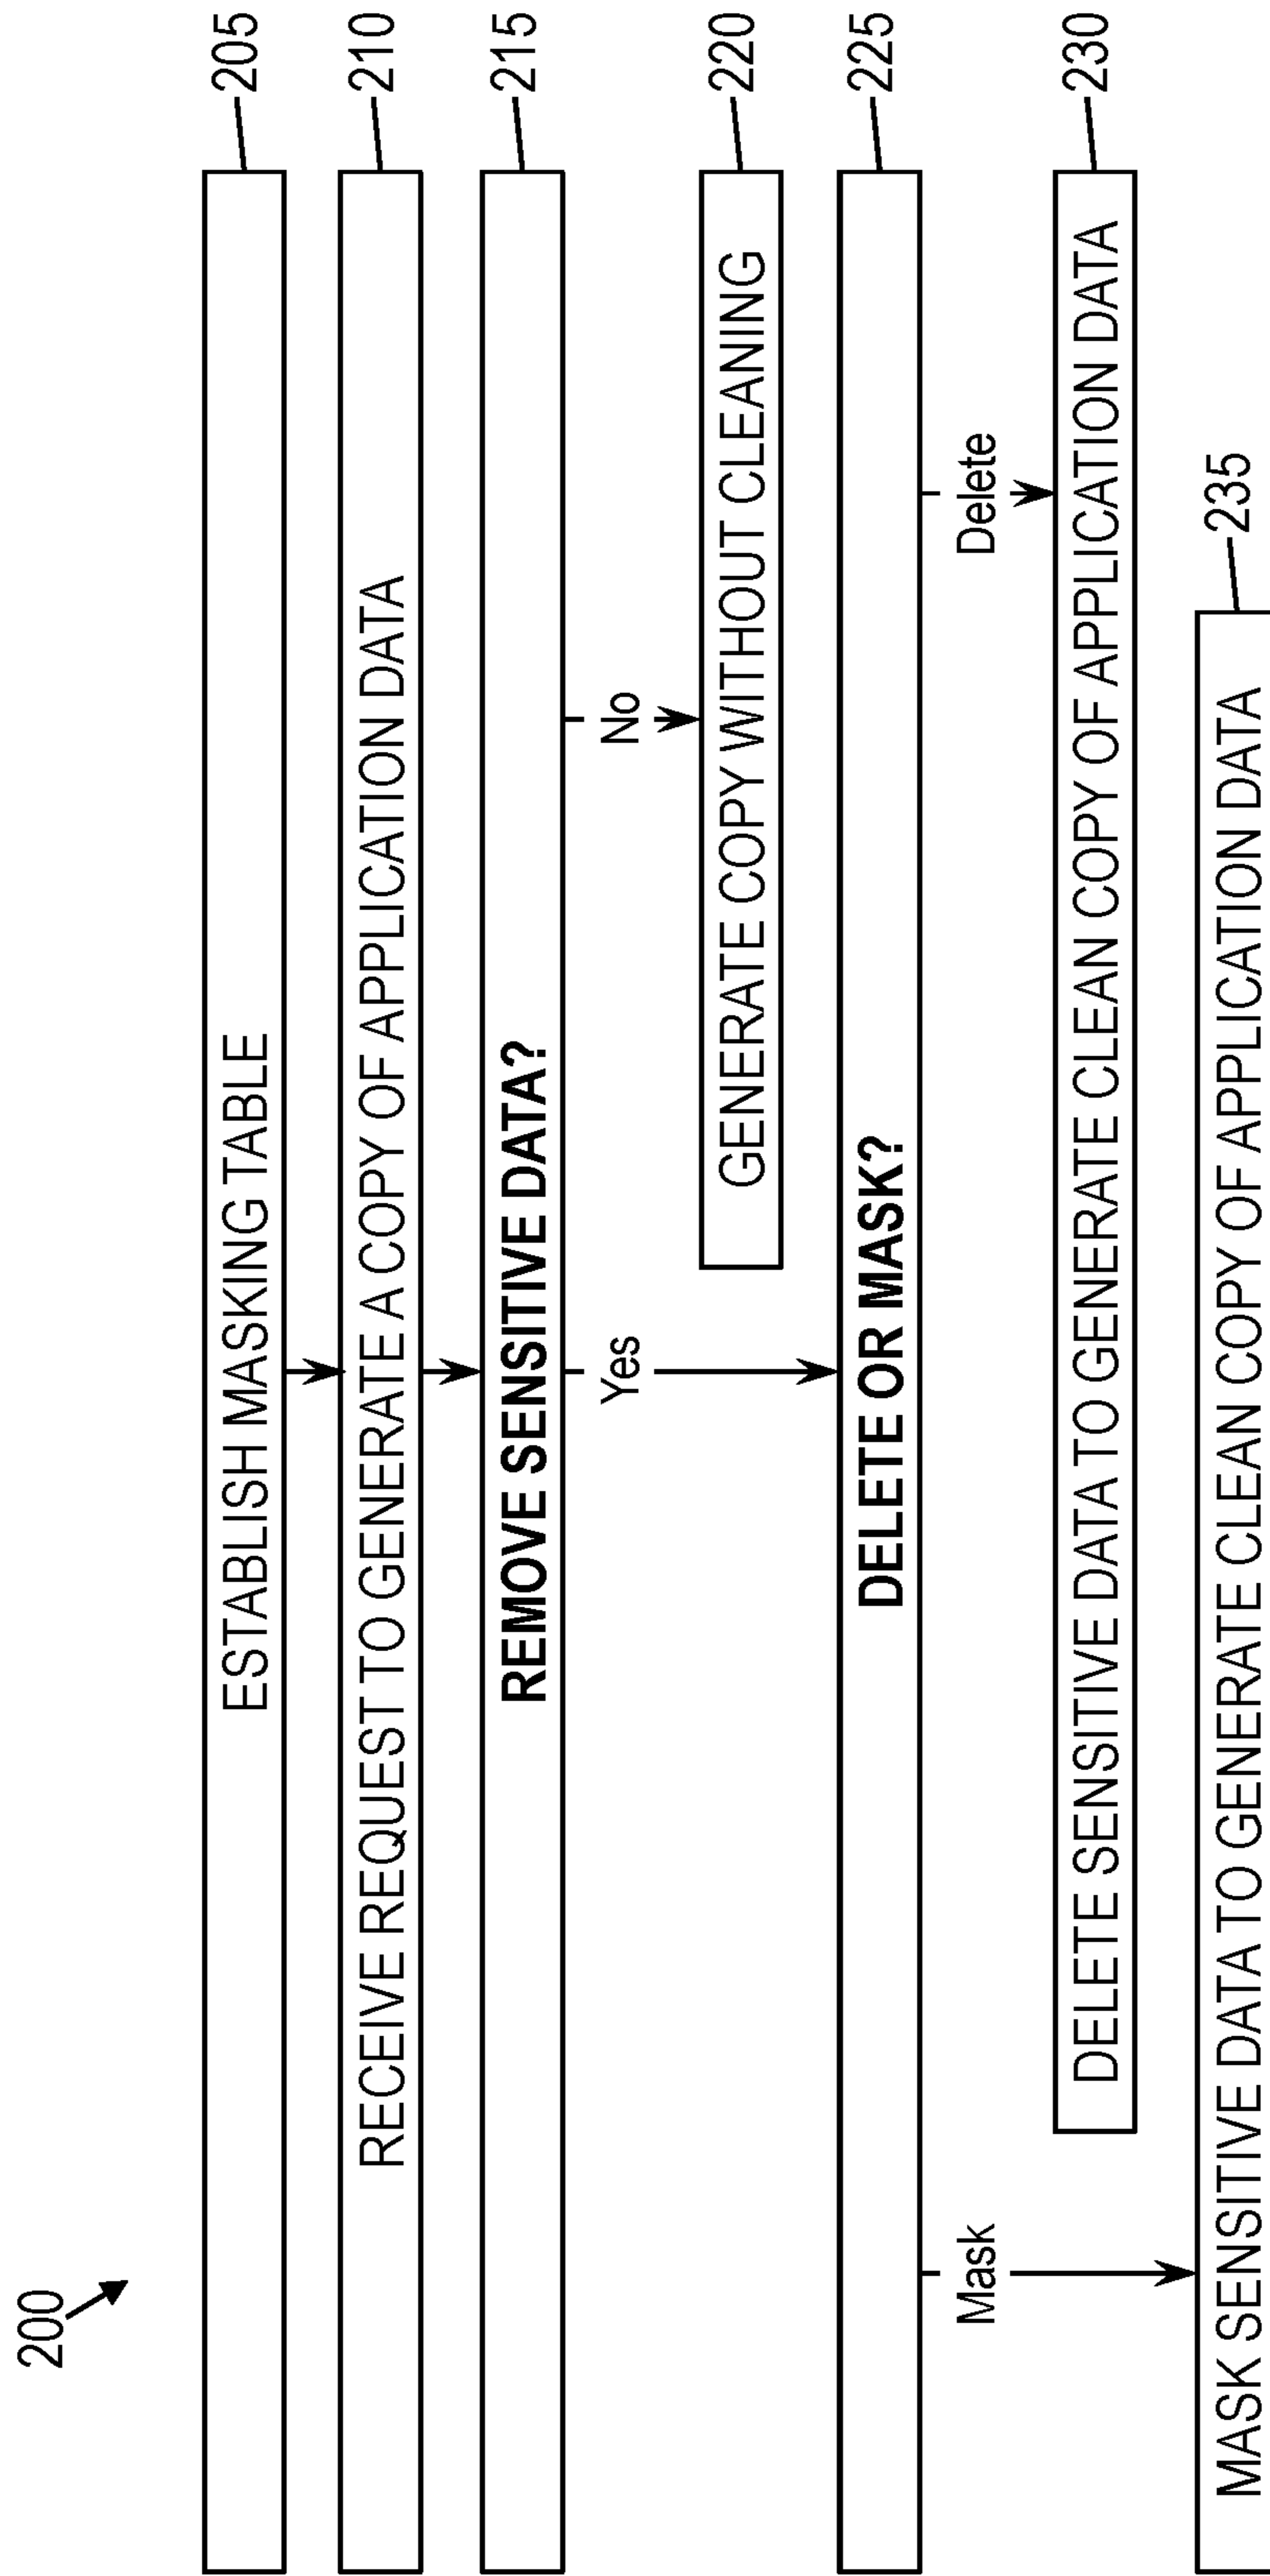 200
ESTABLISH MASKING TABLE
205
RECEIVE REQUEST TO GENERATE A COPY OF APPLICATION DATA
210
REMOVE SENSITIVE DATA?
215
Yes
No
GENERATE COPY WITHOUT CLEANING
220
DELETE OR MASK?
225
Mask
Delete
DELETE SENSITIVE DATA TO GENERATE CLEAN COPY OF APPLICATION DATA
230
MASK SENSITIVE DATA TO GENERATE CLEAN COPY OF APPLICATION DATA
235